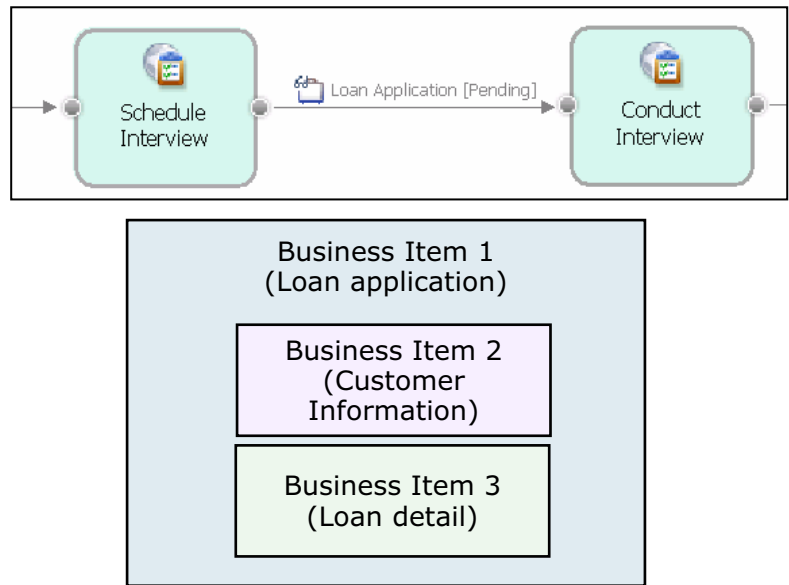 Schedule
Interview
Loan Application [Pending]
Conduct
Interview
Business Item 1
(Loan application)
Business Item 2
(Customer
Information)
Business Item 3
(Loan detail)